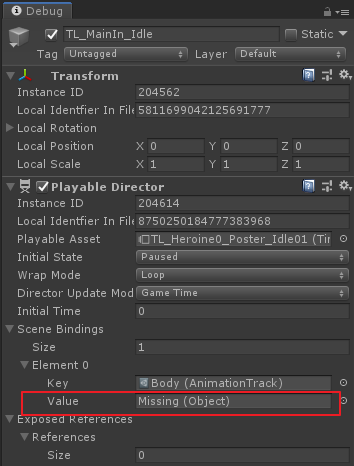 Debug
TL_MainIn_Idle Static
Tag Untagged Layer Default
Transform
Instance ID 204562
Local Identfier In File 5811699042125691777
Local Rotation
Local Position X 0 Y 0 Z 0
Local Scale X 1 Y 1 Z 1
Playable Director
Instance ID 204614
Local Identfier In File 8750250184777383968
Playable Asset TL_Heroine0_Poster_Idle01 (Tir
Initial State Paused
Wrap Mode Loop
Director Update Mod Game Time
Initial Time 0
Scene Bindings
Size 1
Element 0
Key Body (AnimationTrack)
Value Missing (Object)
Exposed References
References
Size 0